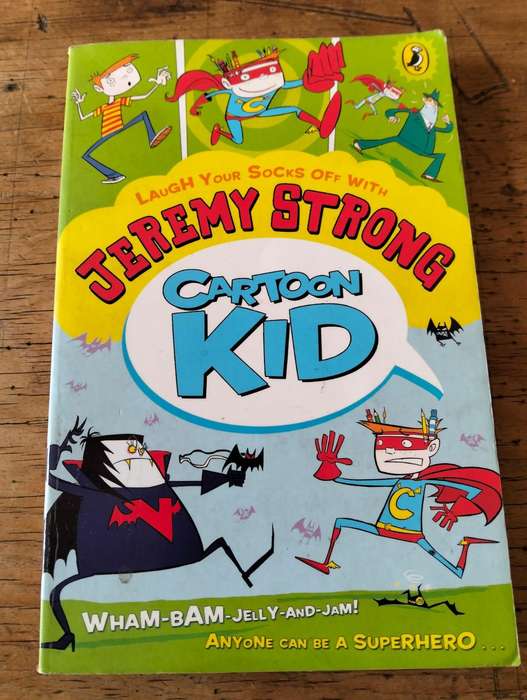 LAUGH YOUR SOCKS OFF WITH
JEREMY STRONG
CARTOON
KID
C
C
V
WHAM-BAM-JELLY-AND-JAM!
ANYONE CAN BE A SUPERHERO...